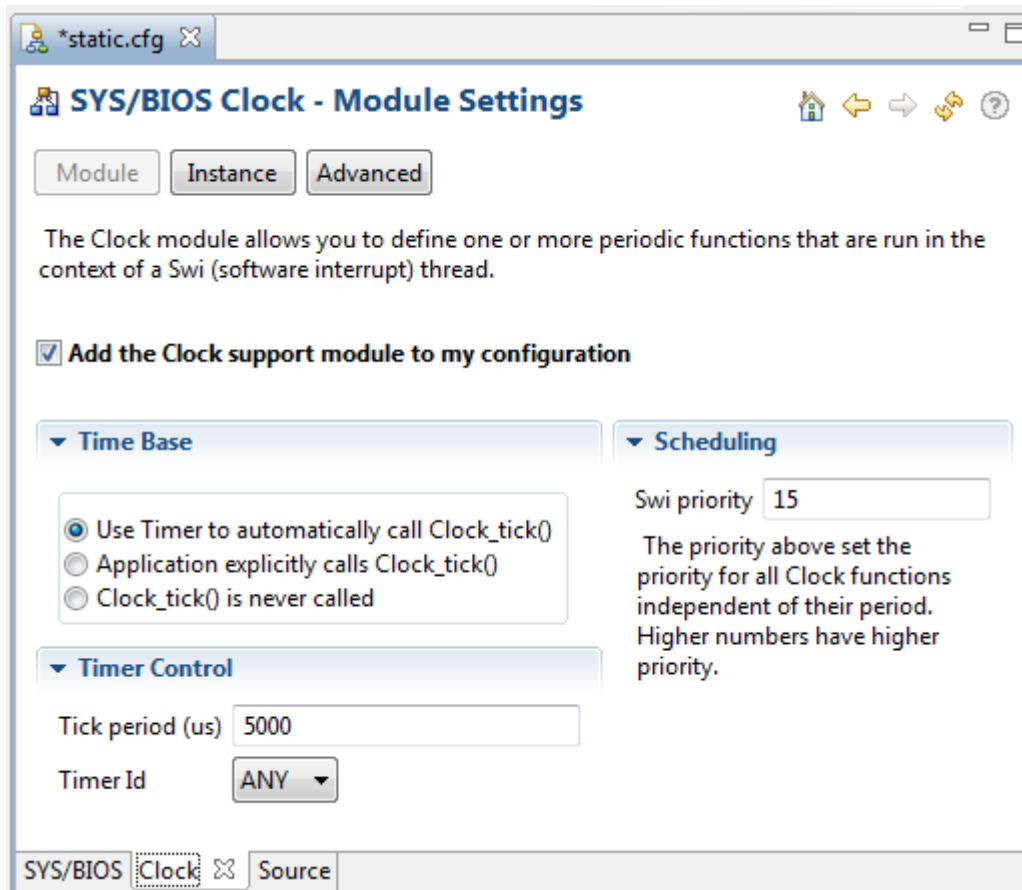 *static.cfg
SYS/BIOS Clock - Module Settings
Module Instance Advanced
The Clock module allows you to define one or more periodic functions that are run in the
context of a Swi (software interrupt) thread.
Add the Clock support module to my configuration
Time Base
Use Timer to automatically call Clock_tick()
Application explicitly calls Clock_tick()
Clock_tick() is never called
Timer Control
Tick period (us) 5000
Timer Id ANY
Scheduling
Swi priority 15
The priority above set the
priority for all Clock functions
independent of their period.
Higher numbers have higher
priority.
SYS/BIOS Clock Source